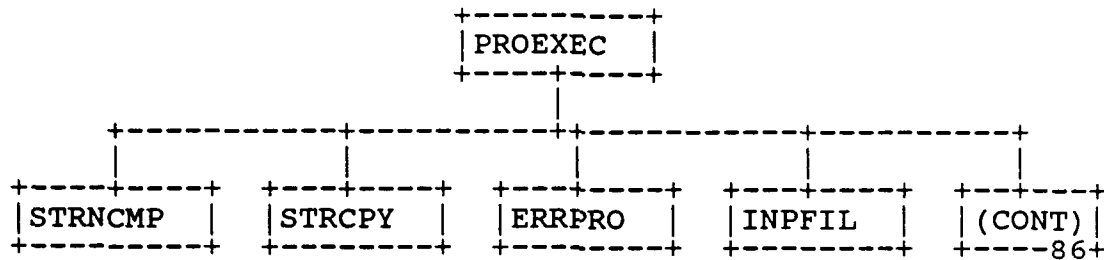 PROEXEC
STRNCMP STRCPY ERRPRO INPFIL (CONT)
86